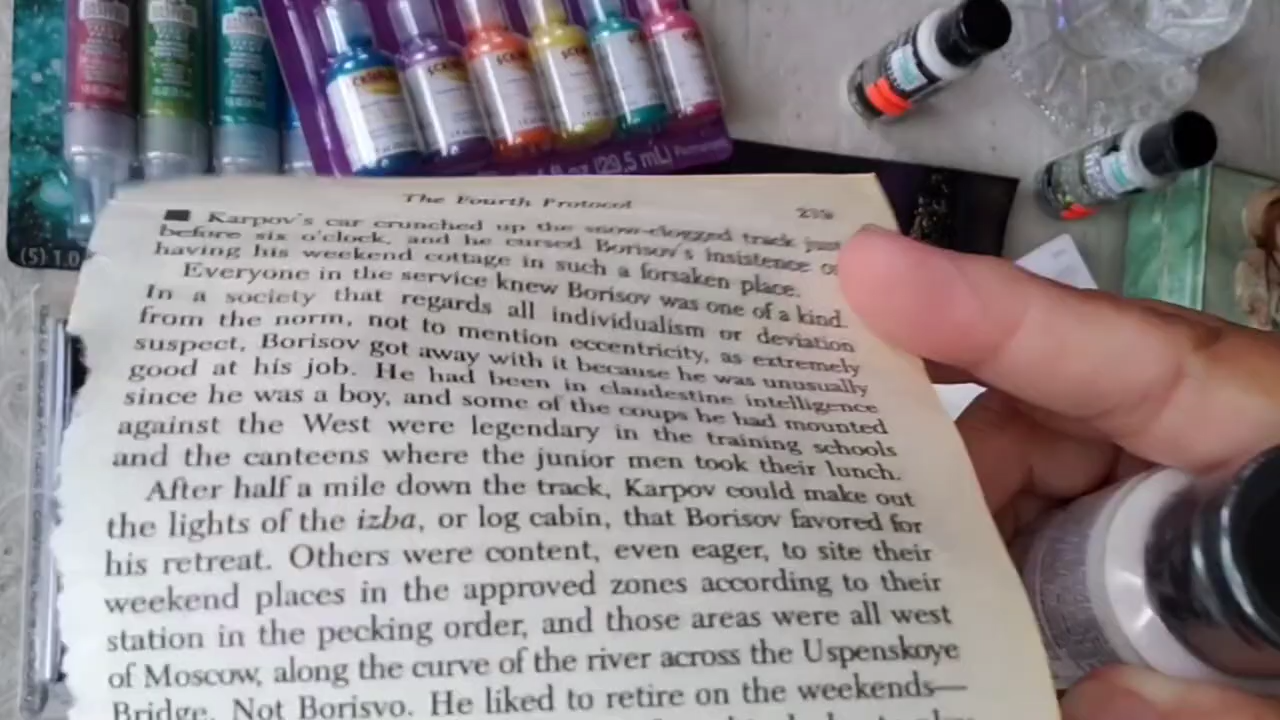 (5) 1.0
fl oz (29.5 mL) Permanent
The Fourth Protocol
Karpov's car crunched up the snow-clogged track just
before six o'clock, and he cursed Borisov's insistence on
having his weekend cottage in such a forsaken place.
Everyone in the service knew Borisov was one of a kind.
In a society that regards all individualism or deviation
from the norm, not to mention eccentricity, as extremely
suspect, Borisov got away with it because he was unusually
good at his job. He had been in clandestine intelligence
since he was a boy, and some of the coups he had mounted
against the West were legendary in the training schools
and the canteens where the junior men took their lunch.
After half a mile down the track, Karpov could make out
the lights of the izba, or log cabin, that Borisov favored for
his retreat. Others were content, even eager, to site their
weekend places in the approved zones according to their
station in the pecking order, and those areas were all west
of Moscow, along the curve of the river across the Uspenskoye
Bridge. Not Borisvo. He liked to retire on the weekends—